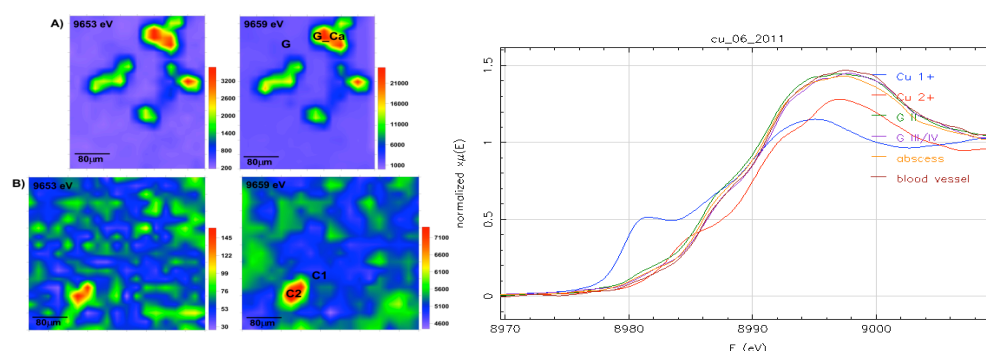 A)
9653 eV
80µm
3200
2600
2000
1400
800
200
9659 eV
G
G_Ca
80µm
21000
16000
11000
6000
1000
B)
9653 eV
80µm
145
122
99
76
53
30
9659 eV
C1
C2
80µm
7100
6600
6100
5600
5100
4600
cu_06_2011
normalized xμ(E)
1.5
1
0.5
0
8970
8980
8990
9000
E (eV)
Cu 1+
Cu 2+
G II
G III/IV
abscess
blood vessel